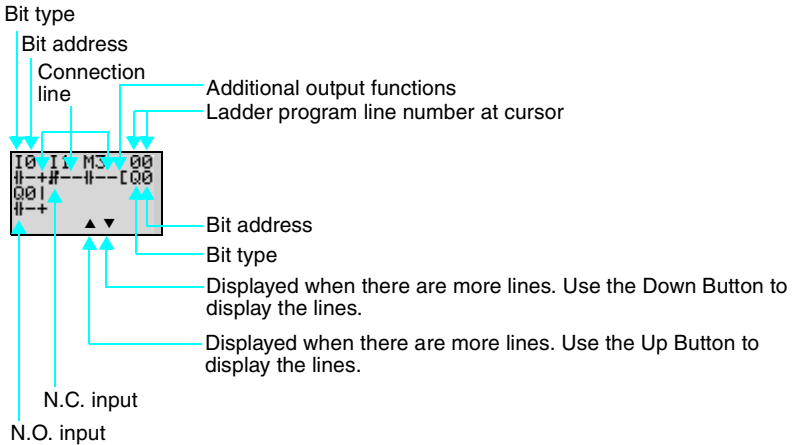 Bit type
Bit address
Connection
line
Additional output functions
Ladder program line number at cursor
I0 I1 M3 00
[Q0
Q0
▲ ▼
Bit address
Bit type
Displayed when there are more lines. Use the Down Button to
display the lines.
Displayed when there are more lines. Use the Up Button to
display the lines.
N.C. input
N.O. input